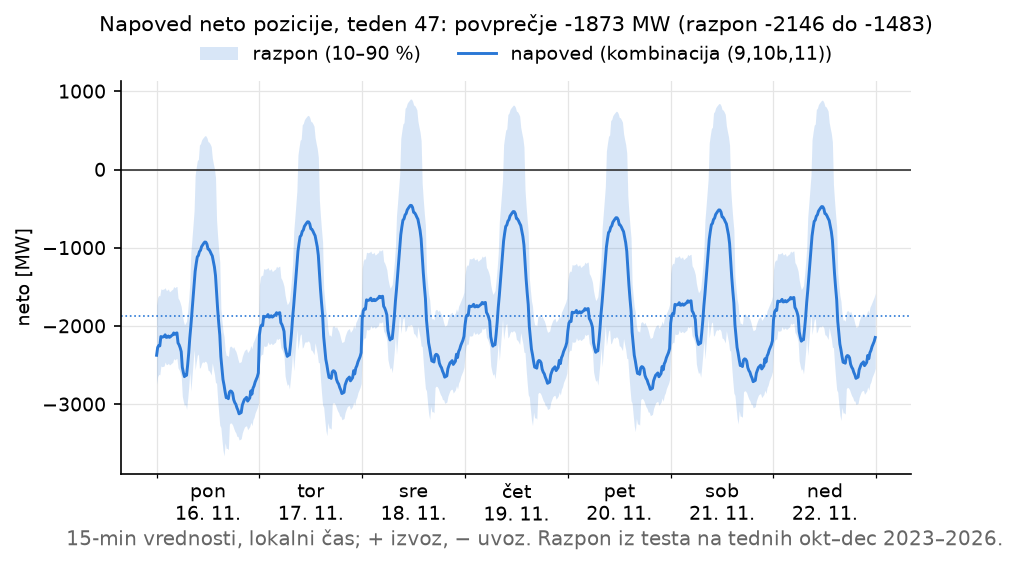 Napoved neto pozicije, teden 47: povprečje -1873 MW (razpon -2146 do -1483)
razpon (10–90 %)
napoved (kombinacija (9,10b,11))
neto [MW]
1000
0
−1000
−2000
−3000
pon tor sre čet pet sob ned
16. 11. 17. 11. 18. 11. 19. 11. 20. 11. 21. 11. 22. 11.
15-min vrednosti, lokalni čas; + izvoz, − uvoz. Razpon iz testa na tednih okt–dec 2023–2026.